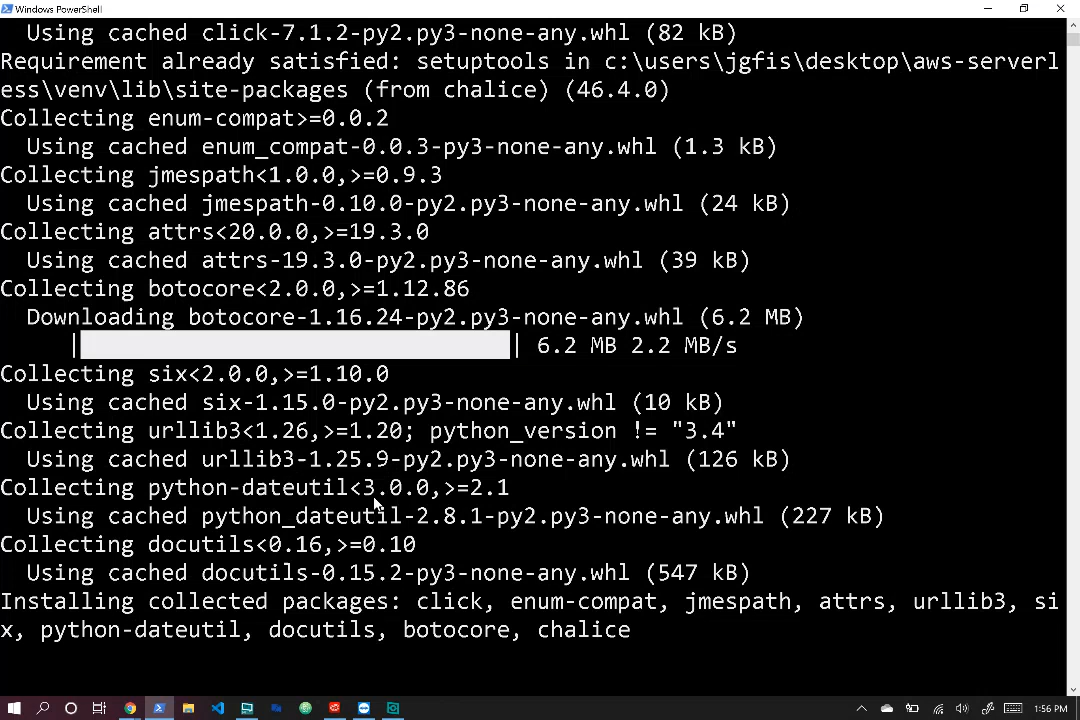 Windows PowerShell
Using cached click-7.1.2-py2.py3-none-any.whl (82 kB)
Requirement already satisfied: setuptools in c:\users\jgfis\desktop\aws-serverl
ess\venv\lib\site-packages (from chalice) (46.4.0)
Collecting enum-compat>=0.0.2
Using cached enum_compat-0.0.3-py3-none-any.whl (1.3 kB)
Collecting jmespath<1.0.0,>=0.9.3
Using cached jmespath-0.10.0-py2.py3-none-any.whl (24 kB)
Collecting attrs<20.0.0,>=19.3.0
Using cached attrs-19.3.0-py2.py3-none-any.whl (39 kB)
Collecting botocore<2.0.0,>=1.12.86
Downloading botocore-1.16.24-py2.py3-none-any.whl (6.2 MB)
| | 6.2 MB 2.2 MB/s
Collecting six<2.0.0,>=1.10.0
Using cached six-1.15.0-py2.py3-none-any.whl (10 kB)
Collecting urllib3<1.26,>=1.20; python_version != "3.4"
Using cached urllib3-1.25.9-py2.py3-none-any.whl (126 kB)
Collecting python-dateutil<3.0.0,>=2.1
Using cached python_dateutil-2.8.1-py2.py3-none-any.whl (227 kB)
Collecting docutils<0.16,>=0.10
Using cached docutils-0.15.2-py3-none-any.whl (547 kB)
Installing collected packages: click, enum-compat, jmespath, attrs, urllib3, si
x, python-dateutil, docutils, botocore, chalice
1:56 PM